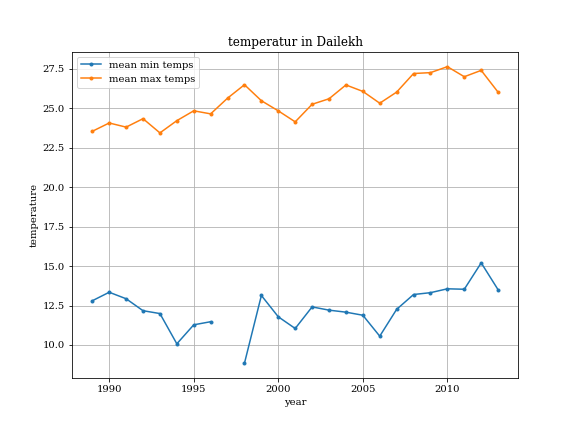 temperatur in Dailekh
mean min temps
mean max temps
27.5
25.0
22.5
20.0
17.5
15.0
12.5
10.0
temperature
1990 1995 2000 2005 2010
year